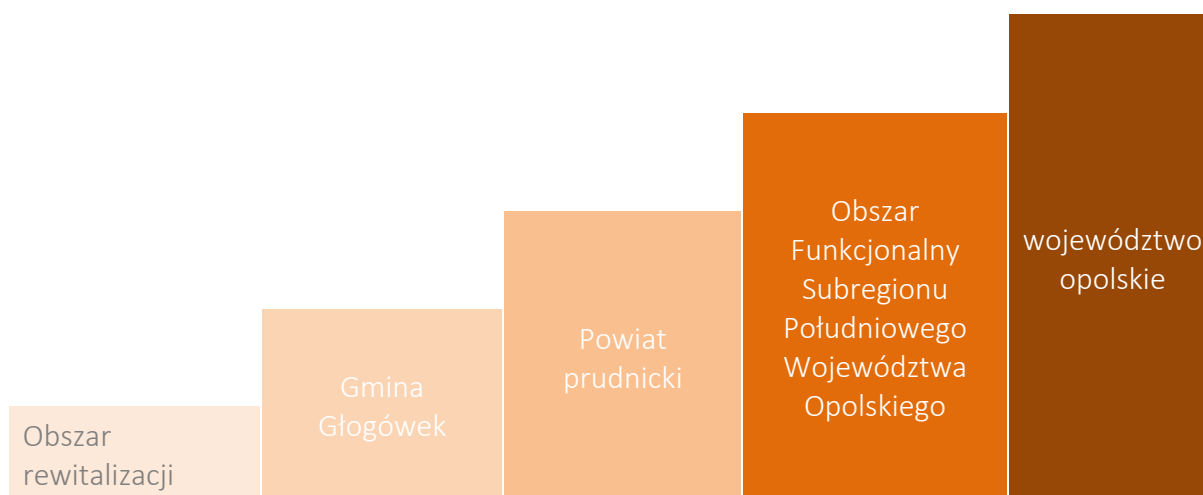 Obszar
rewitalizacji
Gmina
Głogówek
Powiat
prudnicki
Obszar
Funkcjonalny
Subregionu
Południowego
Województwa
Opolskiego
województwo
opolskie